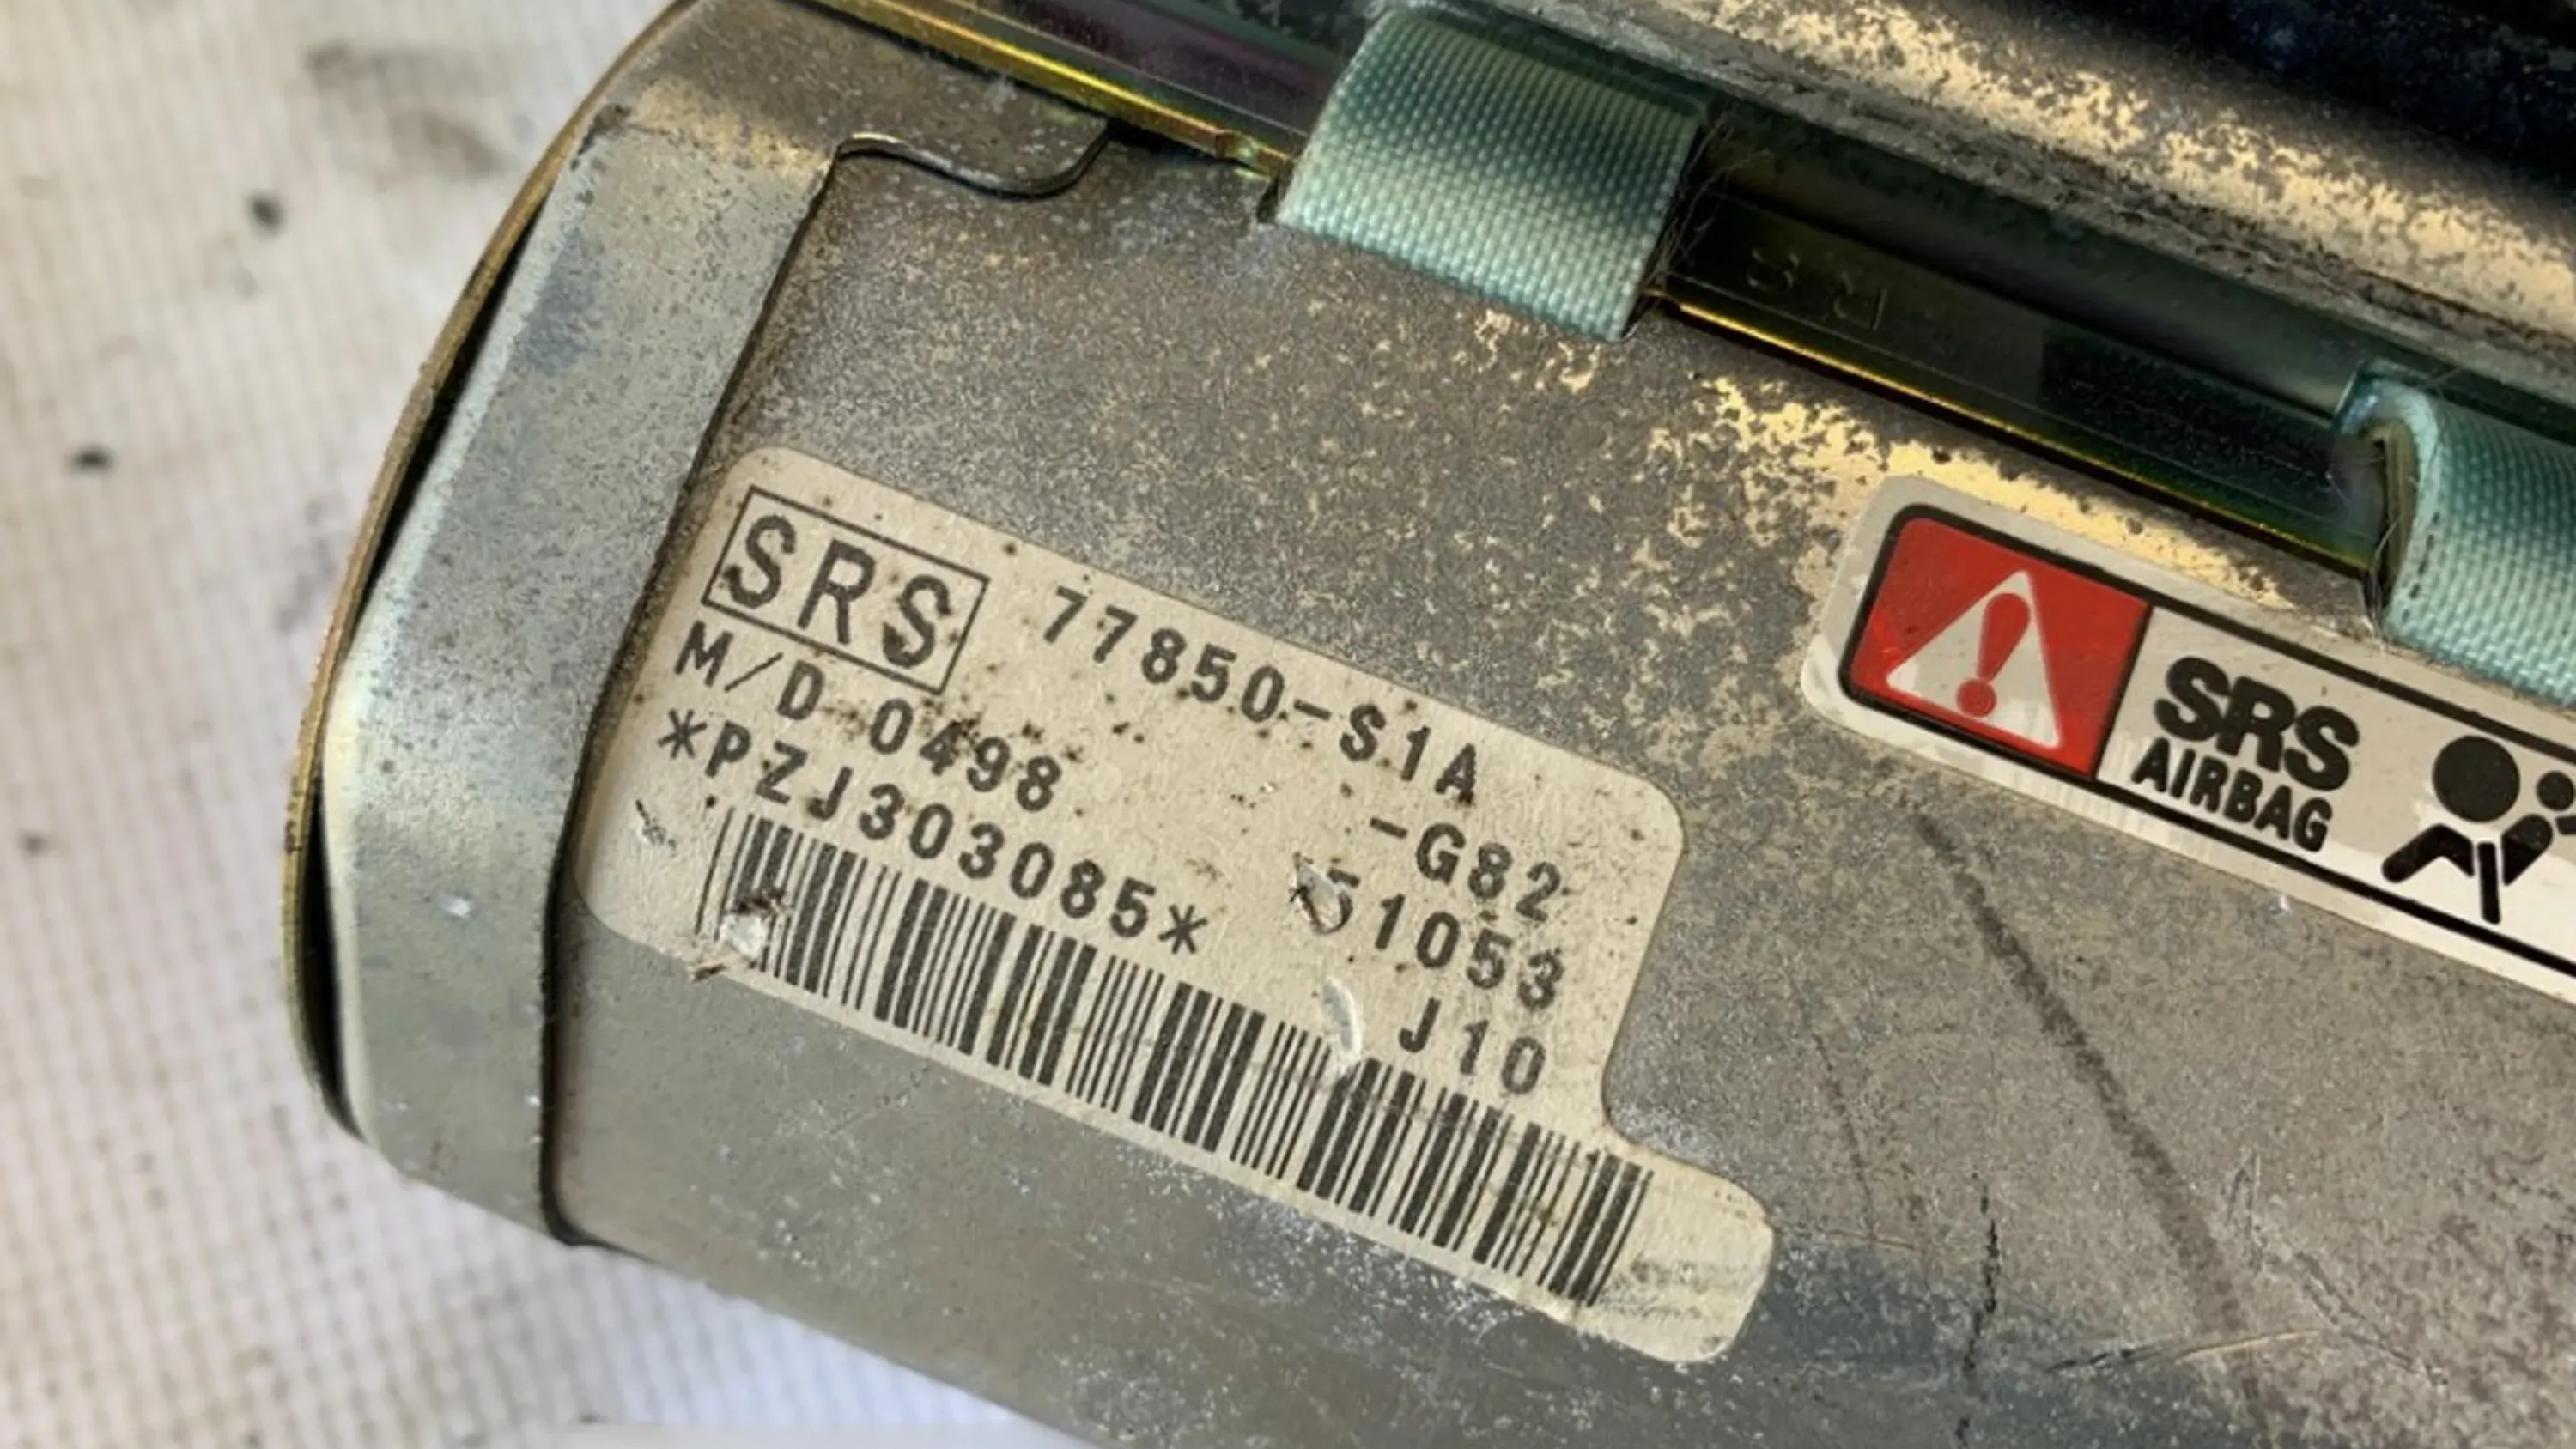 SRS 77850-S1A
-G82
M/D 0498
51053
*PZJ303085*
J10
SRS
AIRBAG